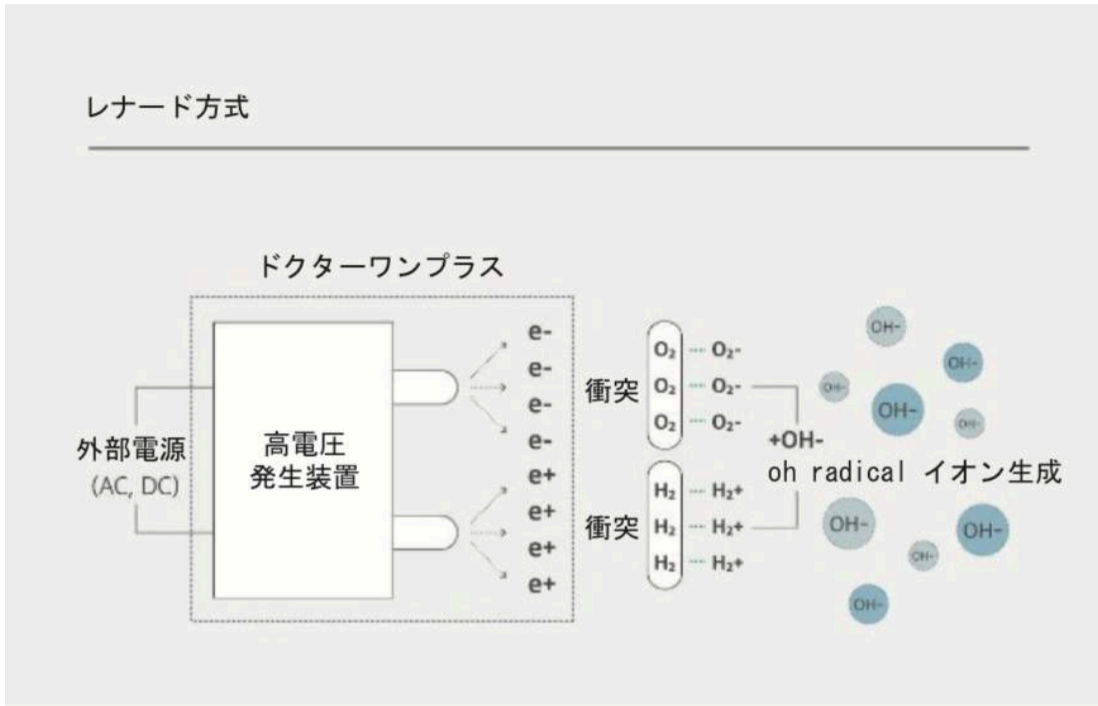 レナード方式
ドクターワンプラス
外部電源
(AC, DC)
高電圧
発生装置
e-
e-
e-
e-
e+
e+
e+
e+
衝突
衝突
O₂ O₂-
O₂ O₂-
O₂ O₂-
H₂ H₂+
H₂ H₂+
H₂ H₂+
+OH-
oh radical イオン生成
OH-
OH-
OH-
OH-
OH-
OH-
OH-
OH-
OH-